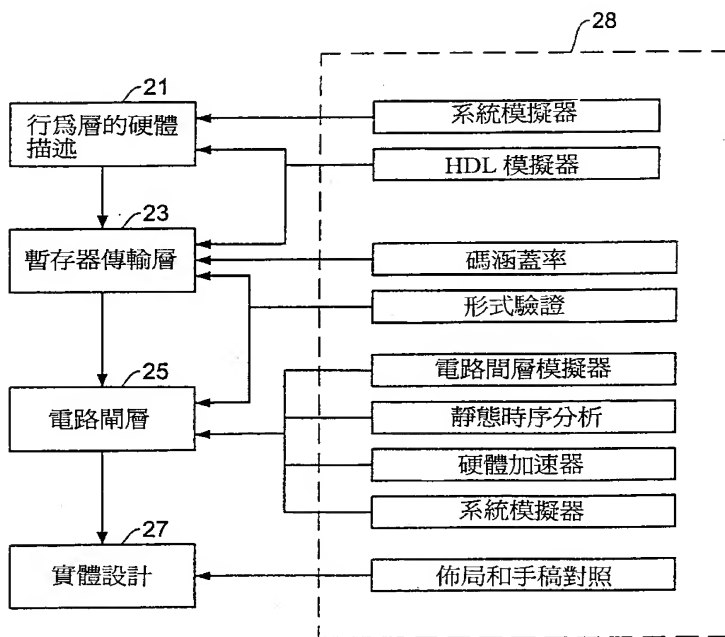 28
21
行爲層的硬體
描述
系統模擬器
HDL 模擬器
23
暫存器傳輸層
碼涵蓋率
形式驗證
25
電路閘層
電路間層模擬器
靜態時序分析
硬體加速器
系統模擬器
27
實體設計
佈局和手稿對照